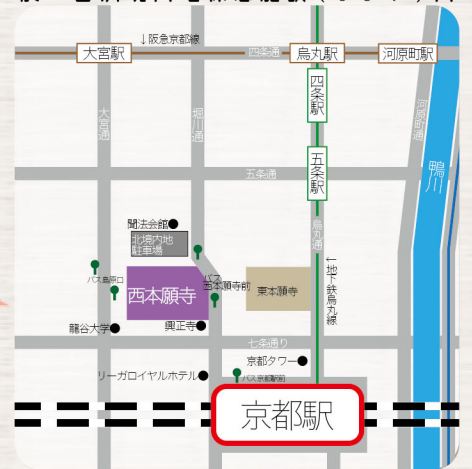 ↓阪急京都線
大宮駅
四条通
烏丸駅
河原町駅
四条駅
大宮通
堀川通
河原町通
五条駅
五条通
鴨川
聞法会館●
北境内地
駐車場
烏丸通
←地下鉄烏丸線
バス島原口
西本願寺
バス
西本願寺前
東本願寺
龍谷大学●
興正寺●
七条通り
京都タワー●
リーガロイヤルホテル●
バス京都駅前
京都駅